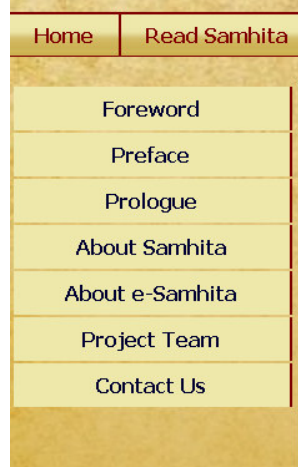 Home Read Samhita
Foreword
Preface
Prologue
About Samhita
About e-Samhita
Project Team
Contact Us